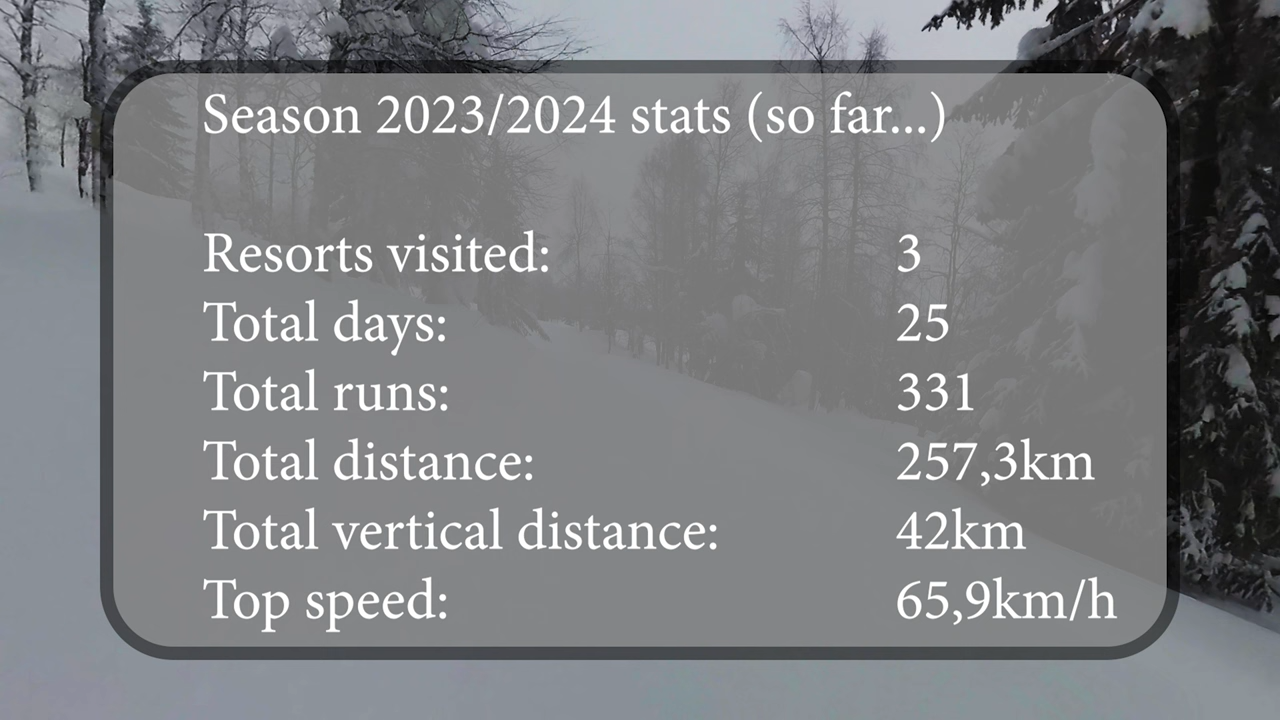 Season 2023/2024 stats (so far...)
Resorts visited: 3
Total days: 25
Total runs: 331
Total distance: 257,3km
Total vertical distance: 42km
Top speed: 65,9km/h